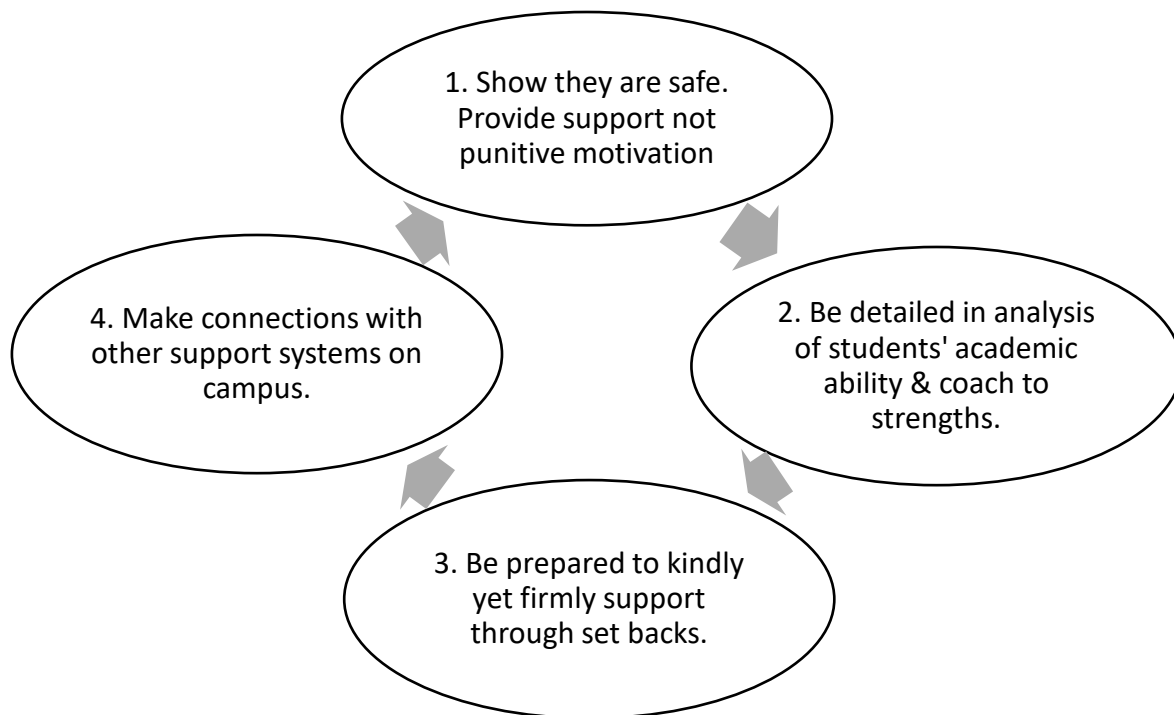 1. Show they are safe.
Provide support not
punitive motivation
2. Be detailed in analysis
of students' academic
ability & coach to
strengths.
3. Be prepared to kindly
yet firmly support
through set backs.
4. Make connections with
other support systems on
campus.